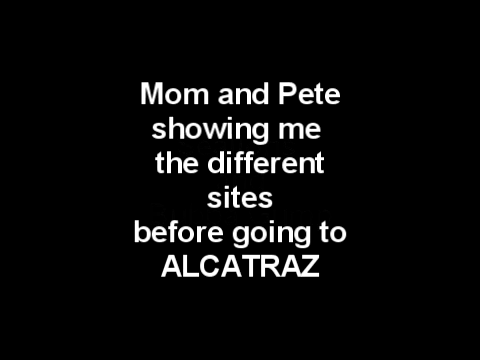 Mom and Pete
showing me
the different
sites
before going to
ALCATRAZ